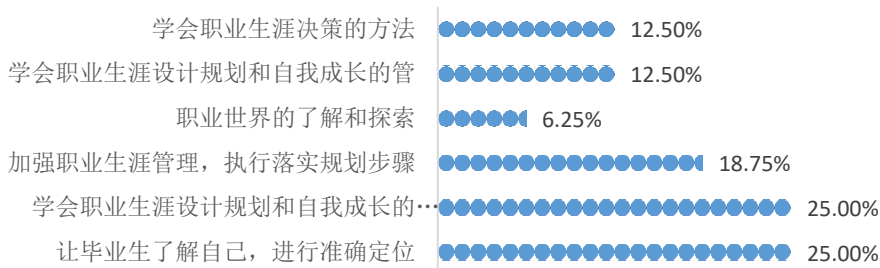 学会职业生涯决策的方法 12.50%
学会职业生涯设计规划和自我成长的管 12.50%
职业世界的了解和探索 6.25%
加强职业生涯管理，执行落实规划步骤 18.75%
学会职业生涯设计规划和自我成长的… 25.00%
让毕业生了解自己，进行准确定位 25.00%